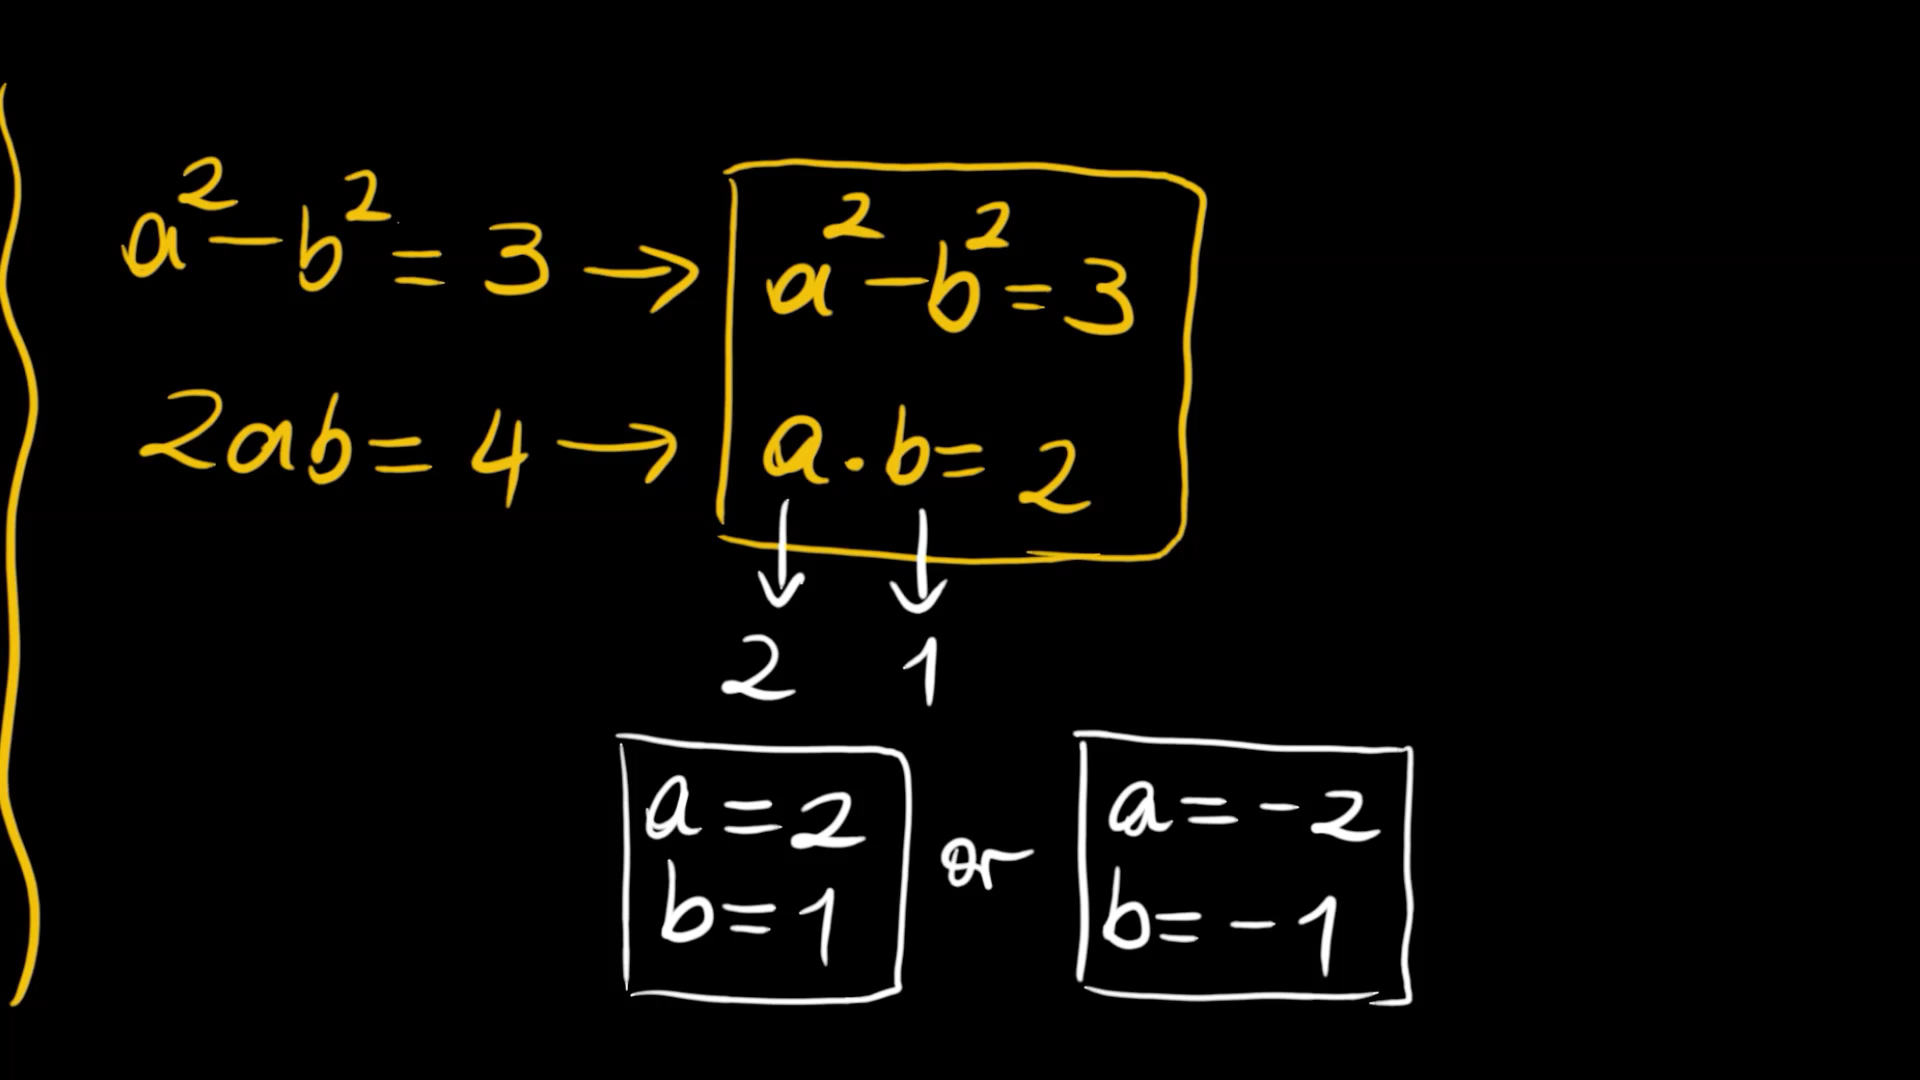 a² - b² = 3 → a² - b² = 3
2ab = 4 → a . b = 2
↓ ↓
2 1
a = 2 or a = - 2
b = 1 b = - 1